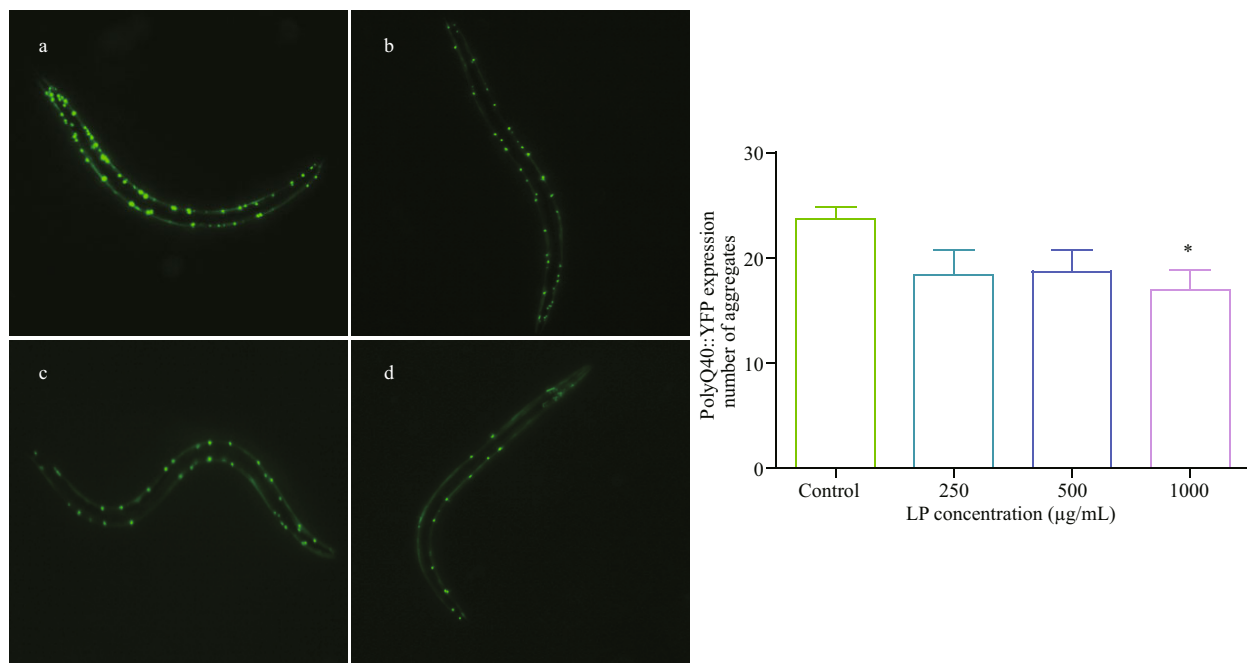 a
b
c
d
PolyQ40::YFP expression
number of aggregates
30
20
10
0
*
Control
250
500
1000
LP concentration (µg/mL)